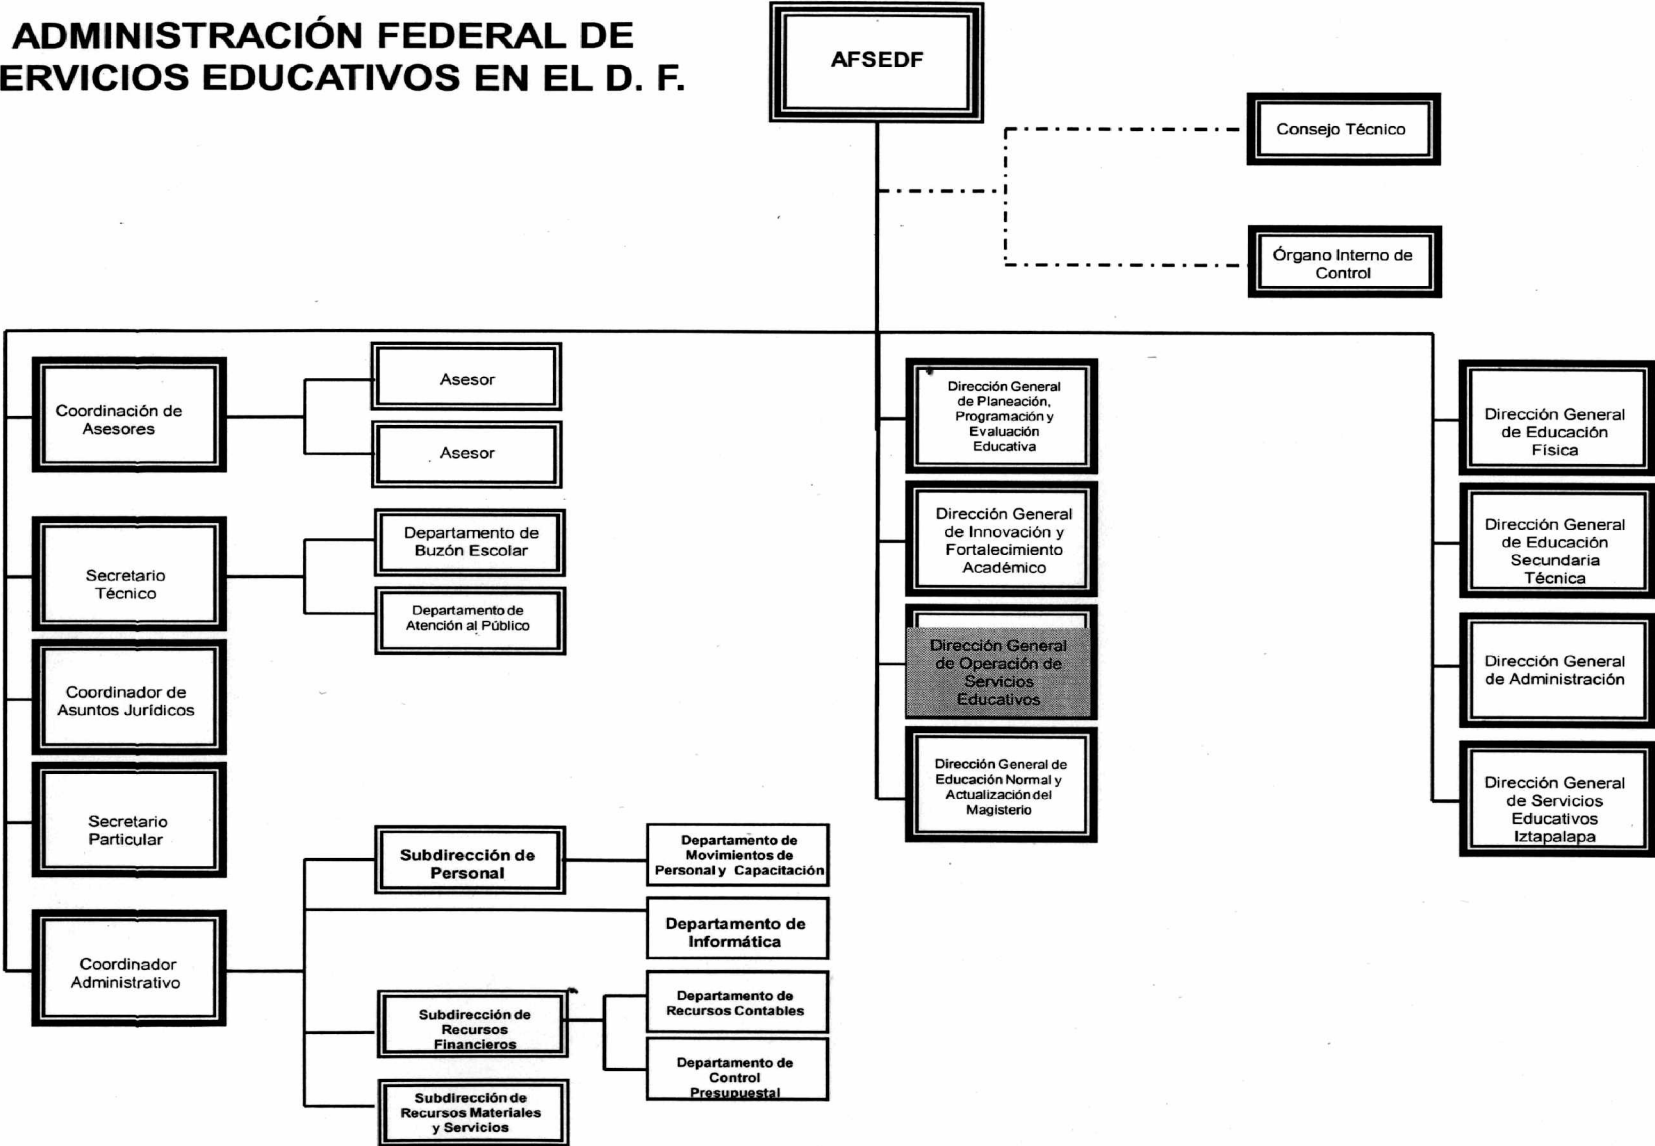 ADMINISTRACIÓN FEDERAL DE
ERVICIOS EDUCATIVOS EN EL D. F.
AFSEDF
Consejo Técnico
Órgano Interno de
Control
Coordinación de
Asesores
Asesor
Asesor
Secretario
Técnico
Departamento de
Buzón Escolar
Departamento de
Atención al Público
Coordinador de
Asuntos Jurídicos
Secretario
Particular
Coordinador
Administrativo
Subdirección de
Personal
Departamento de
Movimientos de
Personal y Capacitación
Departamento de
Informática
Subdirección de
Recursos
Financieros
Departamento de
Recursos Contables
Departamento de
Control
Presupuestal
Subdirección de
Recursos Materiales
y Servicios
Dirección General
de Planeación,
Programación y
Evaluación
Educativa
Dirección General
de Innovación y
Fortalecimiento
Académico
Dirección General
de Operación de
Servicios
Educativos
Dirección General de
Educación Normal y
Actualización del
Magisterio
Dirección General
de Educación
Física
Dirección General
de Educación
Secundaria
Técnica
Dirección General
de Administración
Dirección General
de Servicios
Educativos
Iztapalapa